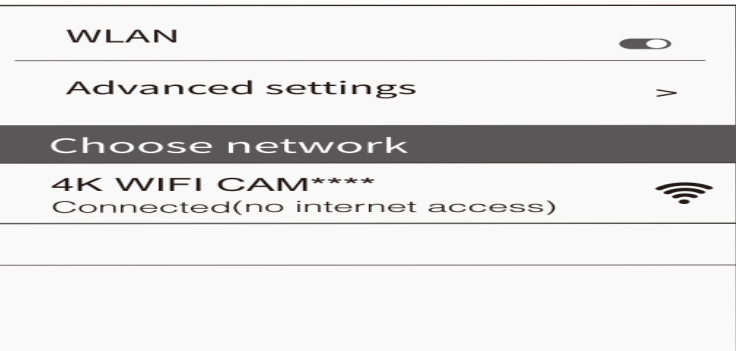 WLAN
Advanced settings
>
Choose network
4K WIFI CAM****
Connected(no internet access)